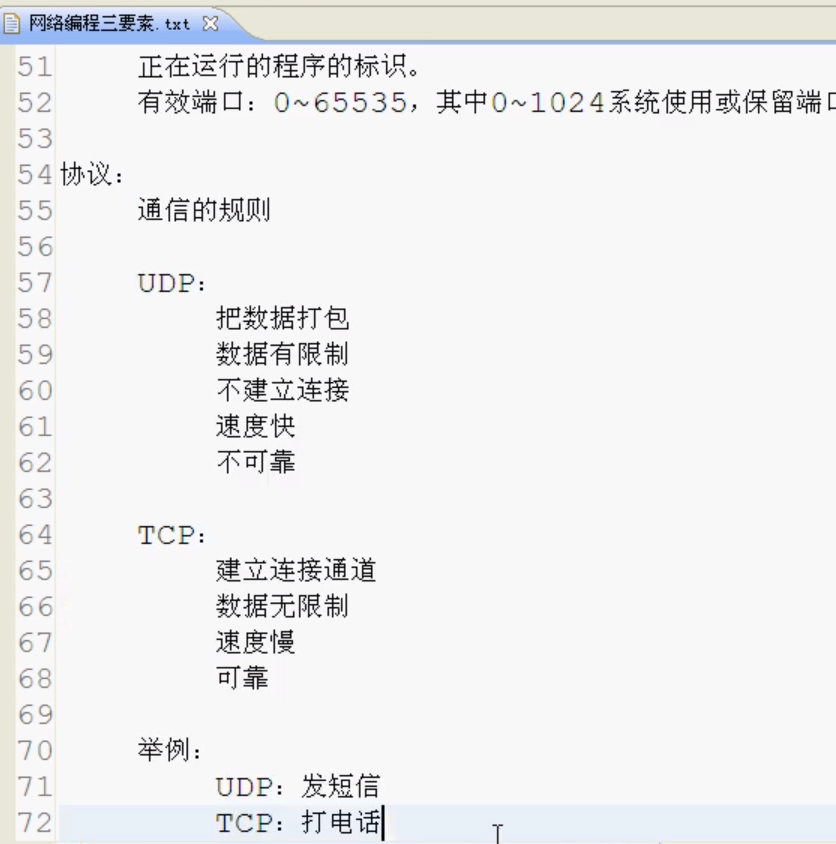 网络编程三要素.txt
51 正在运行的程序的标识。
52 有效端口：0~65535，其中0~1024系统使用或保留端
53
54 协议：
55 通信的规则
56
57 UDP：
58 把数据打包
59 数据有限制
60 不建立连接
61 速度快
62 不可靠
63
64 TCP：
65 建立连接通道
66 数据无限制
67 速度慢
68 可靠
69
70 举例：
71 UDP：发短信
72 TCP：打电话